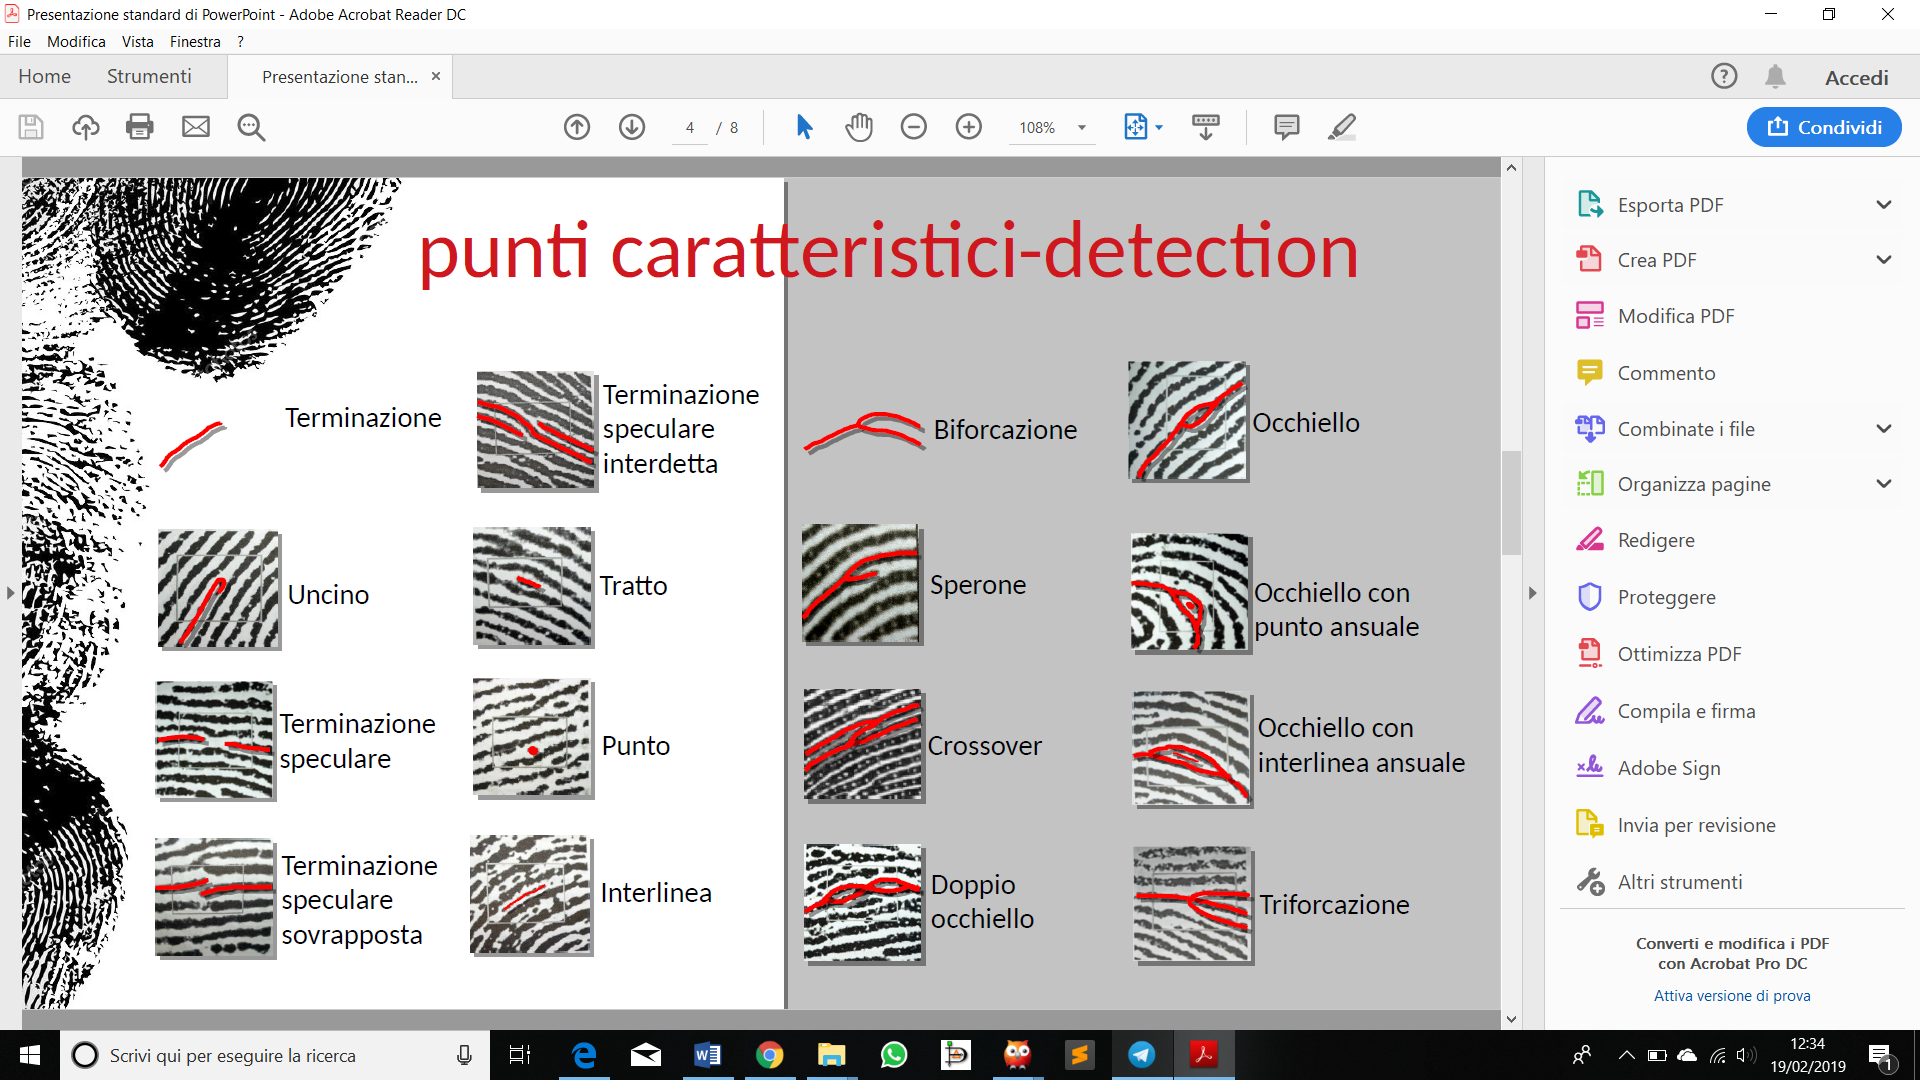 Presentazione standard di PowerPoint - Adobe Acrobat Reader DC
File Modifica Vista Finestra ?
Home Strumenti Presentazione stan... ×
Accedi
4 / 8 108%
Condividi
punti caratteristici-detection
Terminazione
Terminazione
speculare
interdetta
Biforcazione
Occhiello
Uncino
Tratto
Sperone
Occhiello con
punto ansuale
Terminazione
speculare
Punto
Crossover
Occhiello con
interlinea ansuale
Terminazione
speculare
sovrapposta
Interlinea
Doppio
occhiello
Triforcazione
Esporta PDF
Crea PDF
Modifica PDF
Commento
Combinate i file
Organizza pagine
Redigere
Proteggere
Ottimizza PDF
Compila e firma
Adobe Sign
Invia per revisione
Altri strumenti
Converti e modifica i PDF
con Acrobat Pro DC
Attiva versione di prova
Scrivi qui per eseguire la ricerca
12:34
19/02/2019
1